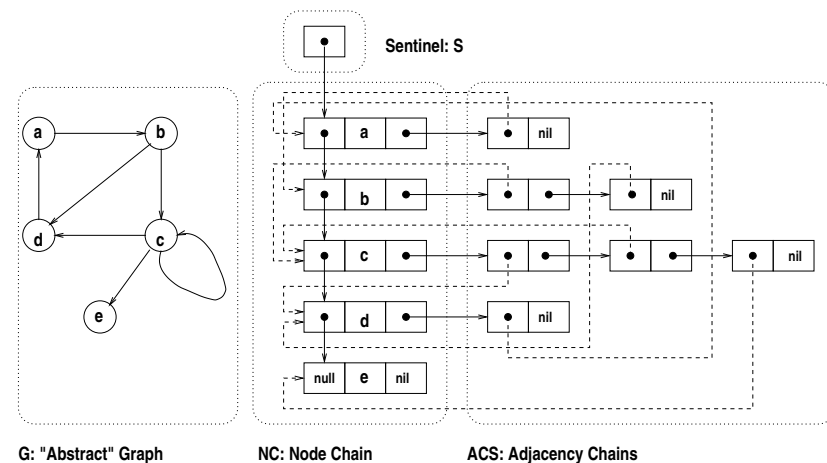 Sentinel: S
a b
d c
e
a nil
b nil
c nil
d nil
null e nil
G: "Abstract" Graph NC: Node Chain ACS: Adjacency Chains